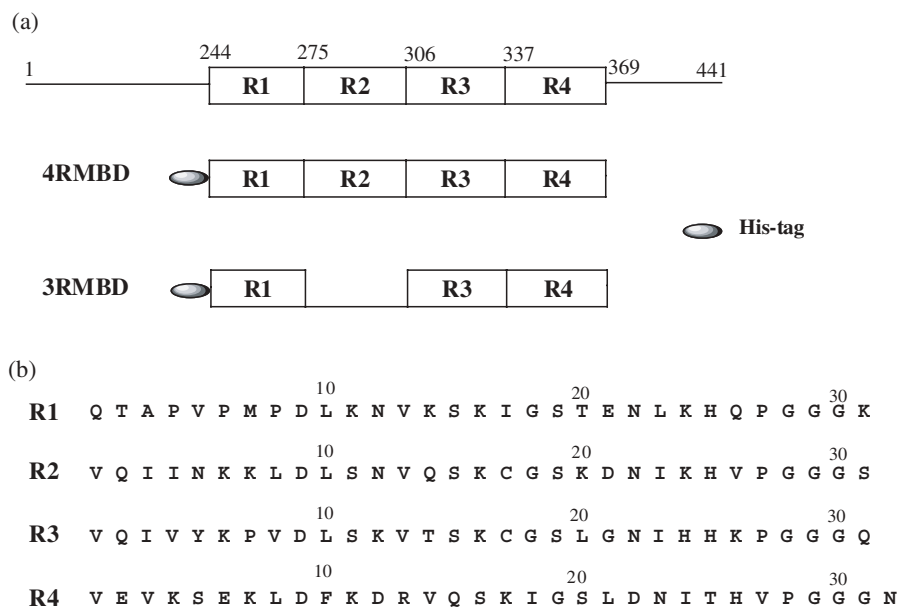 (a)
244 275 306 337
1 369 441
R1 R2 R3 R4
4RMBD R1 R2 R3 R4
His-tag
3RMBD R1 R3 R4
(b)
10 20 30
R1 Q T A P V P M P D L K N V K S K I G S T E N L K H Q P G G G K
10 20 30
R2 V Q I I N K K L D L S N V Q S K C G S K D N I K H V P G G G S
10 20 30
R3 V Q I V Y K P V D L S K V T S K C G S L G N I H H K P G G G Q
10 20 30
R4 V E V K S E K L D F K D R V Q S K I G S L D N I T H V P G G G N